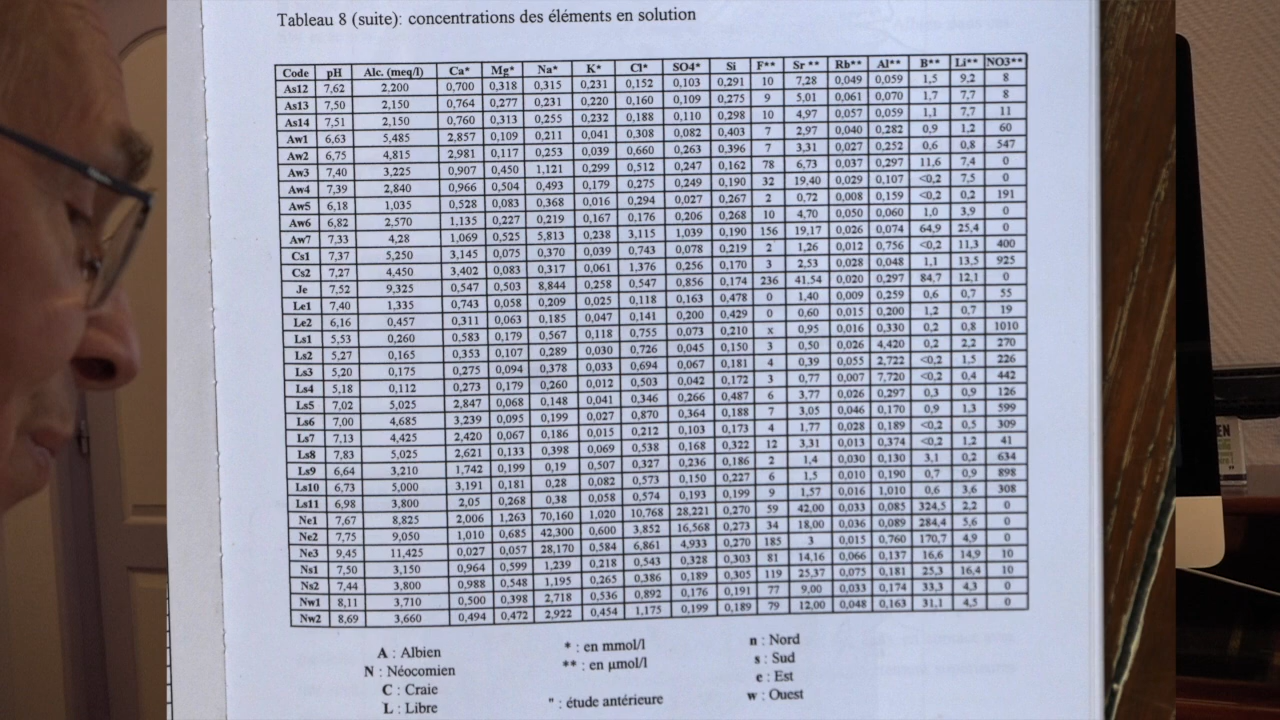 Tableau 8 (suite): concentrations des éléments en solution
Code pH Alc. (meq/l) Ca* Mg* Na* K* Cl* SO4* Si F** Sr ** Rb** Al** B** Li** NO3**
As12 7,62 2,200 0,700 0,318 0,315 0,231 0,152 0,103 0,291 10 7,28 0,049 0,059 1,5 9,2 8
As13 7,50 2,150 0,764 0,277 0,231 0,220 0,160 0,109 0,275 9 5,01 0,061 0,070 1,7 7,7 8
As14 7,51 2,150 0,760 0,313 0,255 0,232 0,188 0,110 0,298 10 4,97 0,057 0,059 1,1 7,7 11
Aw1 6,63 5,485 2,857 0,109 0,211 0,041 0,308 0,082 0,403 7 2,97 0,040 0,282 0,9 1,2 60
Aw2 6,75 4,815 2,981 0,117 0,253 0,039 0,660 0,263 0,396 7 3,31 0,027 0,252 0,6 0,8 547
Aw3 7,40 3,225 0,907 0,450 1,121 0,299 0,512 0,247 0,162 78 6,73 0,037 0,297 11,6 7,4 0
Aw4 7,39 2,840 0,966 0,504 0,493 0,179 0,275 0,249 0,190 32 19,40 0,029 0,107 <0,2 7,5 0
Aw5 6,18 1,035 0,528 0,083 0,368 0,016 0,294 0,027 0,267 2 0,72 0,008 0,159 <0,2 0,2 191
Aw6 6,82 2,570 1,135 0,227 0,219 0,167 0,176 0,206 0,268 10 4,70 0,050 0,060 1,0 3,9 0
Aw7 7,33 4,28 1,069 0,525 5,813 0,238 3,115 1,039 0,190 156 19,17 0,026 0,074 64,9 25,4 0
Cs1 7,37 5,250 3,145 0,075 0,370 0,039 0,743 0,078 0,219 2 1,26 0,012 0,756 <0,2 11,3 400
Cs2 7,27 4,450 3,402 0,083 0,317 0,061 1,376 0,256 0,170 3 2,53 0,028 0,048 1,1 13,5 925
Je 7,52 9,325 0,547 0,503 8,844 0,258 0,547 0,856 0,174 236 41,54 0,020 0,297 84,7 12,1 0
Le1 7,40 1,335 0,743 0,058 0,209 0,025 0,118 0,163 0,478 0 1,40 0,009 0,259 0,6 0,7 55
Le2 6,16 0,457 0,311 0,063 0,185 0,047 0,141 0,200 0,429 0 0,60 0,015 0,200 1,2 0,7 19
Ls1 5,53 0,260 0,583 0,179 0,567 0,118 0,755 0,073 0,210 x 0,95 0,016 0,330 0,2 0,8 1010
Ls2 5,27 0,165 0,353 0,107 0,289 0,030 0,726 0,045 0,150 3 0,50 0,026 4,420 0,2 2,2 270
Ls3 5,20 0,175 0,275 0,094 0,378 0,033 0,694 0,067 0,181 4 0,39 0,055 2,722 <0,2 1,5 226
Ls4 5,18 0,112 0,273 0,179 0,260 0,012 0,503 0,042 0,172 3 0,77 0,007 7,720 <0,2 0,4 442
Ls5 7,02 5,025 2,847 0,068 0,148 0,041 0,346 0,266 0,487 6 3,77 0,026 0,297 0,3 0,9 126
Ls6 7,00 4,685 3,239 0,095 0,199 0,027 0,870 0,364 0,188 7 3,05 0,046 0,170 0,9 1,3 599
Ls7 7,13 4,425 2,420 0,067 0,186 0,015 0,212 0,103 0,173 4 1,77 0,028 0,189 <0,2 0,5 309
Ls8 7,83 5,025 2,621 0,133 0,398 0,069 0,538 0,168 0,322 12 3,31 0,013 0,374 <0,2 1,2 41
Ls9 6,64 3,210 1,742 0,199 0,19 0,507 0,327 0,236 0,186 2 1,4 0,030 0,130 3,1 0,2 634
Ls10 6,73 5,000 3,191 0,181 0,28 0,082 0,573 0,150 0,227 6 1,5 0,010 0,190 0,7 0,9 898
Ls11 6,98 3,800 2,05 0,268 0,38 0,058 0,574 0,193 0,199 9 1,57 0,016 1,010 0,6 3,6 308
Ne1 7,67 8,825 2,006 1,263 70,160 1,020 10,768 28,221 0,270 59 42,00 0,033 0,085 324,5 2,2 0
Ne2 7,75 9,050 1,010 0,685 42,300 0,600 3,852 16,568 0,273 34 18,00 0,036 0,089 284,4 5,6 0
Ne3 9,45 11,425 0,027 0,057 28,170 0,584 6,861 4,933 0,270 185 3 0,015 0,760 170,7 4,9 0
Ns1 7,50 3,150 0,964 0,599 1,239 0,218 0,543 0,328 0,303 81 14,16 0,066 0,137 16,6 14,9 10
Ns2 7,44 3,800 0,988 0,548 1,195 0,265 0,386 0,189 0,305 119 25,37 0,075 0,181 25,3 16,4 10
Nw1 8,11 3,710 0,500 0,398 2,718 0,536 0,892 0,176 0,191 77 9,00 0,033 0,174 33,3 4,3 0
Nw2 8,69 3,660 0,494 0,472 2,922 0,454 1,175 0,199 0,189 79 12,00 0,048 0,163 31,1 4,5 0
A : Albien
N : Néocomien
C : Craie
L : Libre
* : en mmol/l
** : en µmol/l
" : étude antérieure
n : Nord
s : Sud
e : Est
w : Ouest
EN